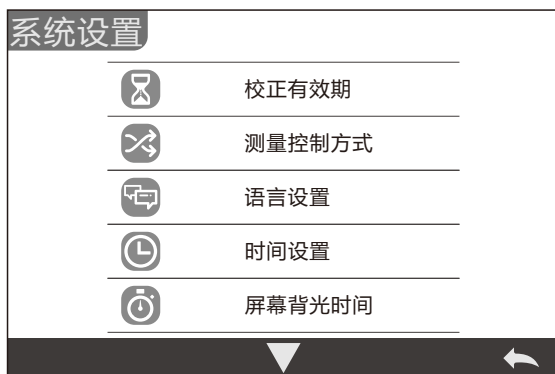 系统设置
校正有效期
测量控制方式
语言设置
时间设置
屏幕背光时间